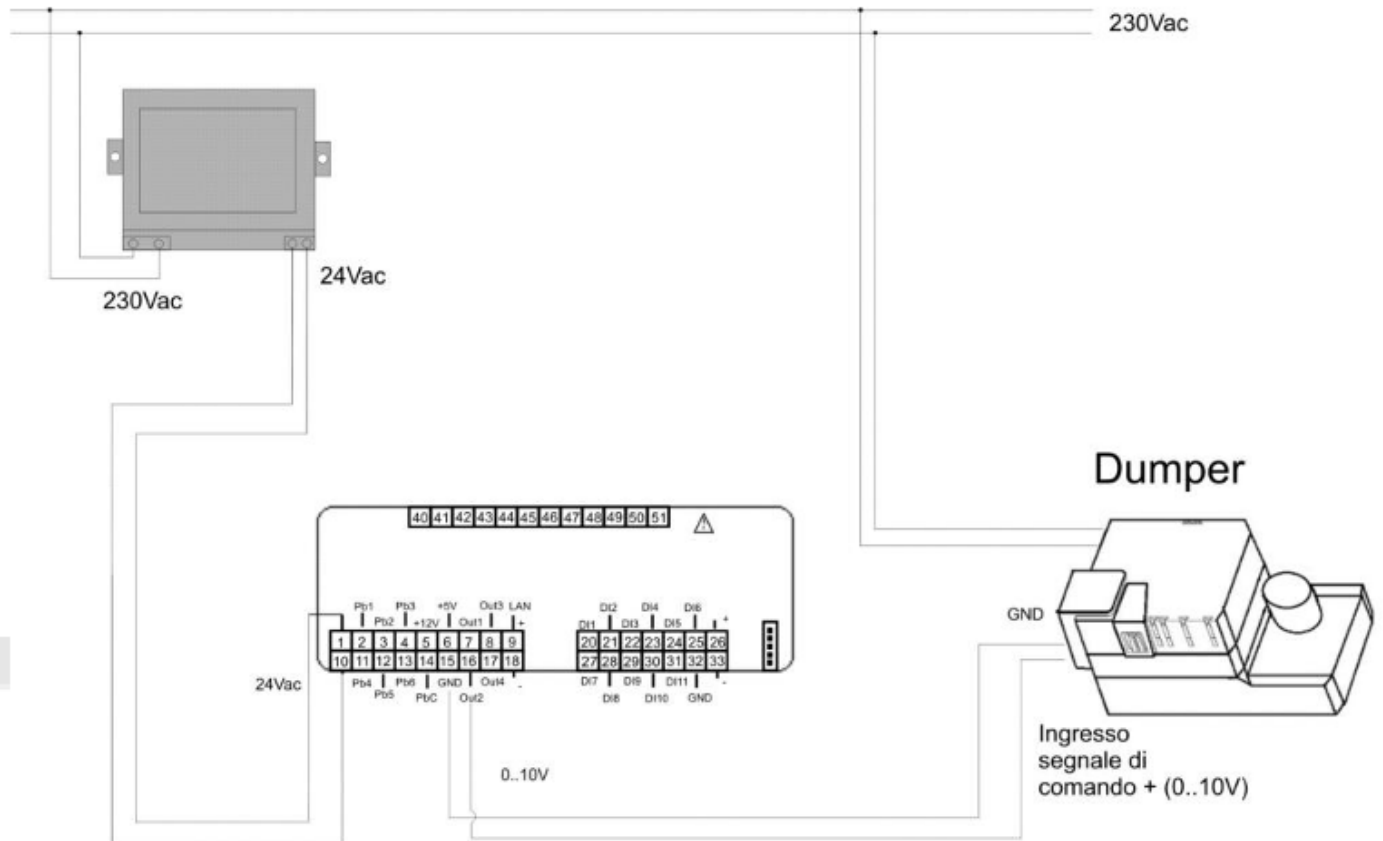 230Vac
24Vac
230Vac
Dumper
40 41 42 43 44 45 46 47 48 49 50 51
Pb1 Pb3 +5V Out3 LAN
Pb2 +12V Out1 +
DI2 DI4 DI6
DI1 DI3 DI5 +
GND
1 2 3 4 5 6 7 8 9
20 21 22 23 24 25 26
10 11 12 13 14 15 16 17 18
27 28 29 30 31 32 33
24Vac
Pb4 Pb6 GND Out4 -
Pb5 PbC Out2
DI7 DI9 DI11 -
DI8 DI10 GND
Ingresso
segnale di
comando + (0..10V)
0..10V